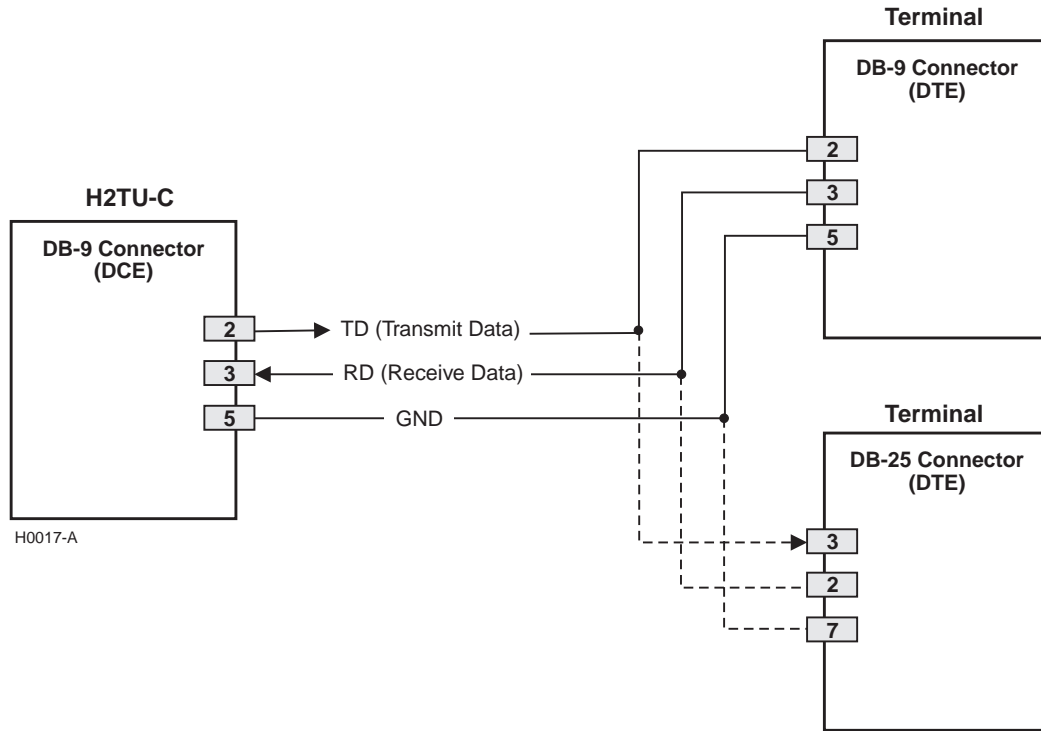 Terminal
DB-9 Connector
(DTE)
2
3
5
H2TU-C
DB-9 Connector
(DCE)
2
TD (Transmit Data)
3
RD (Receive Data)
5
GND
H0017-A
Terminal
DB-25 Connector
(DTE)
3
2
7